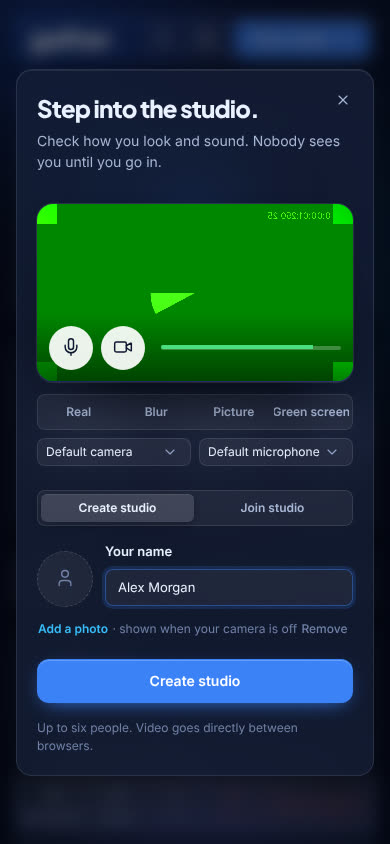 Step into the studio.
Check how you look and sound. Nobody sees
you until you go in.
Real
Blur
Picture
Green screen
Default camera
Default microphone
Create studio
Join studio
Your name
Alex Morgan
Add a photo · shown when your camera is off Remove
Create studio
Up to six people. Video goes directly between
browsers.